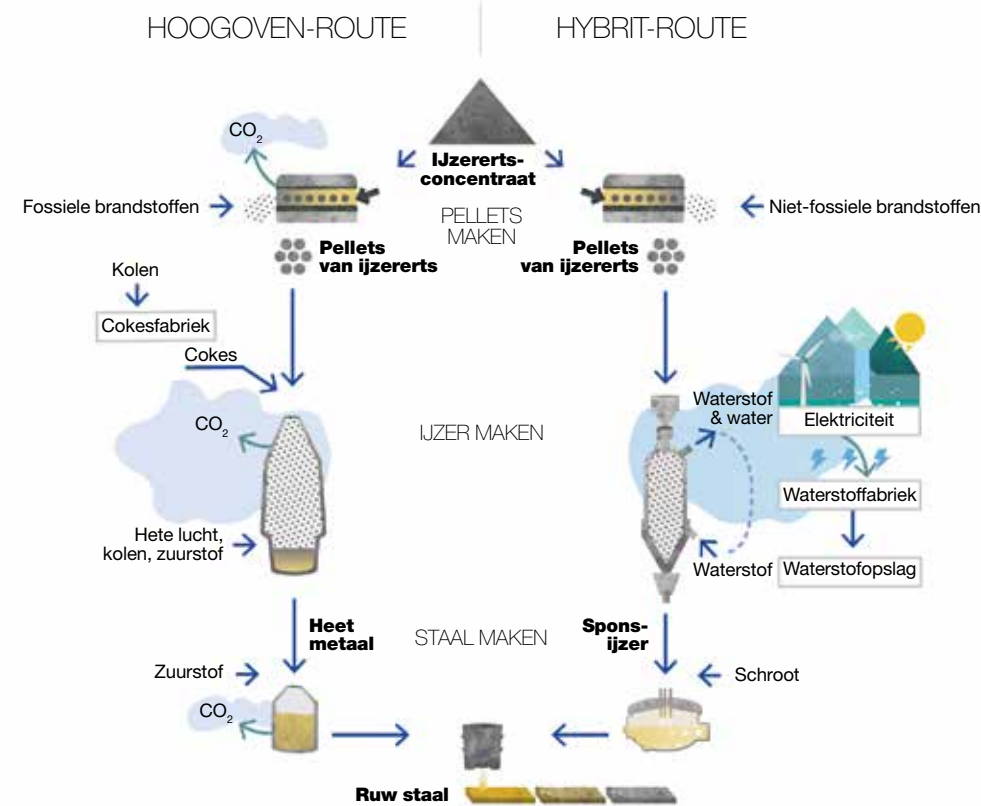 HOOGOVEN-ROUTE
HYBRIT-ROUTE
CO2
IJzererts-
concentraat
Fossiele brandstoffen
Niet-fossiele brandstoffen
PELLETS
MAKEN
Pellets
van ijzererts
Pellets
van ijzererts
Kolen
Cokesfabriek
Cokes
CO2
IJZER MAKEN
Waterstof
& water
Elektriciteit
Waterstoffabriek
Hete lucht,
kolen, zuurstof
Waterstof
Waterstofopslag
Heet
metaal
STAAL MAKEN
Spons-
ijzer
Zuurstof
Schroot
CO2
Ruw staal